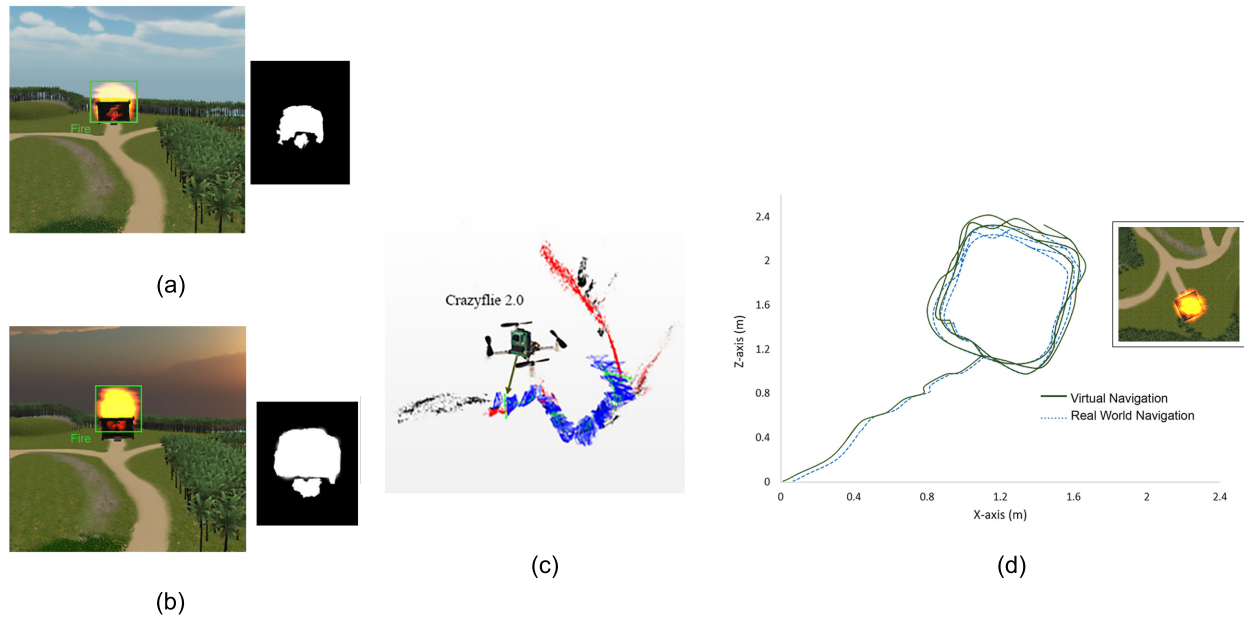 Fire
(a)
Fire
(b)
Crazyflie 2.0
(c)
2.4
2
1.6
1.2
0.8
0.4
0
Z-axis (m)
0
0.4
0.8
1.2
1.6
2
2.4
X-axis (m)
Virtual Navigation
Real World Navigation
(d)